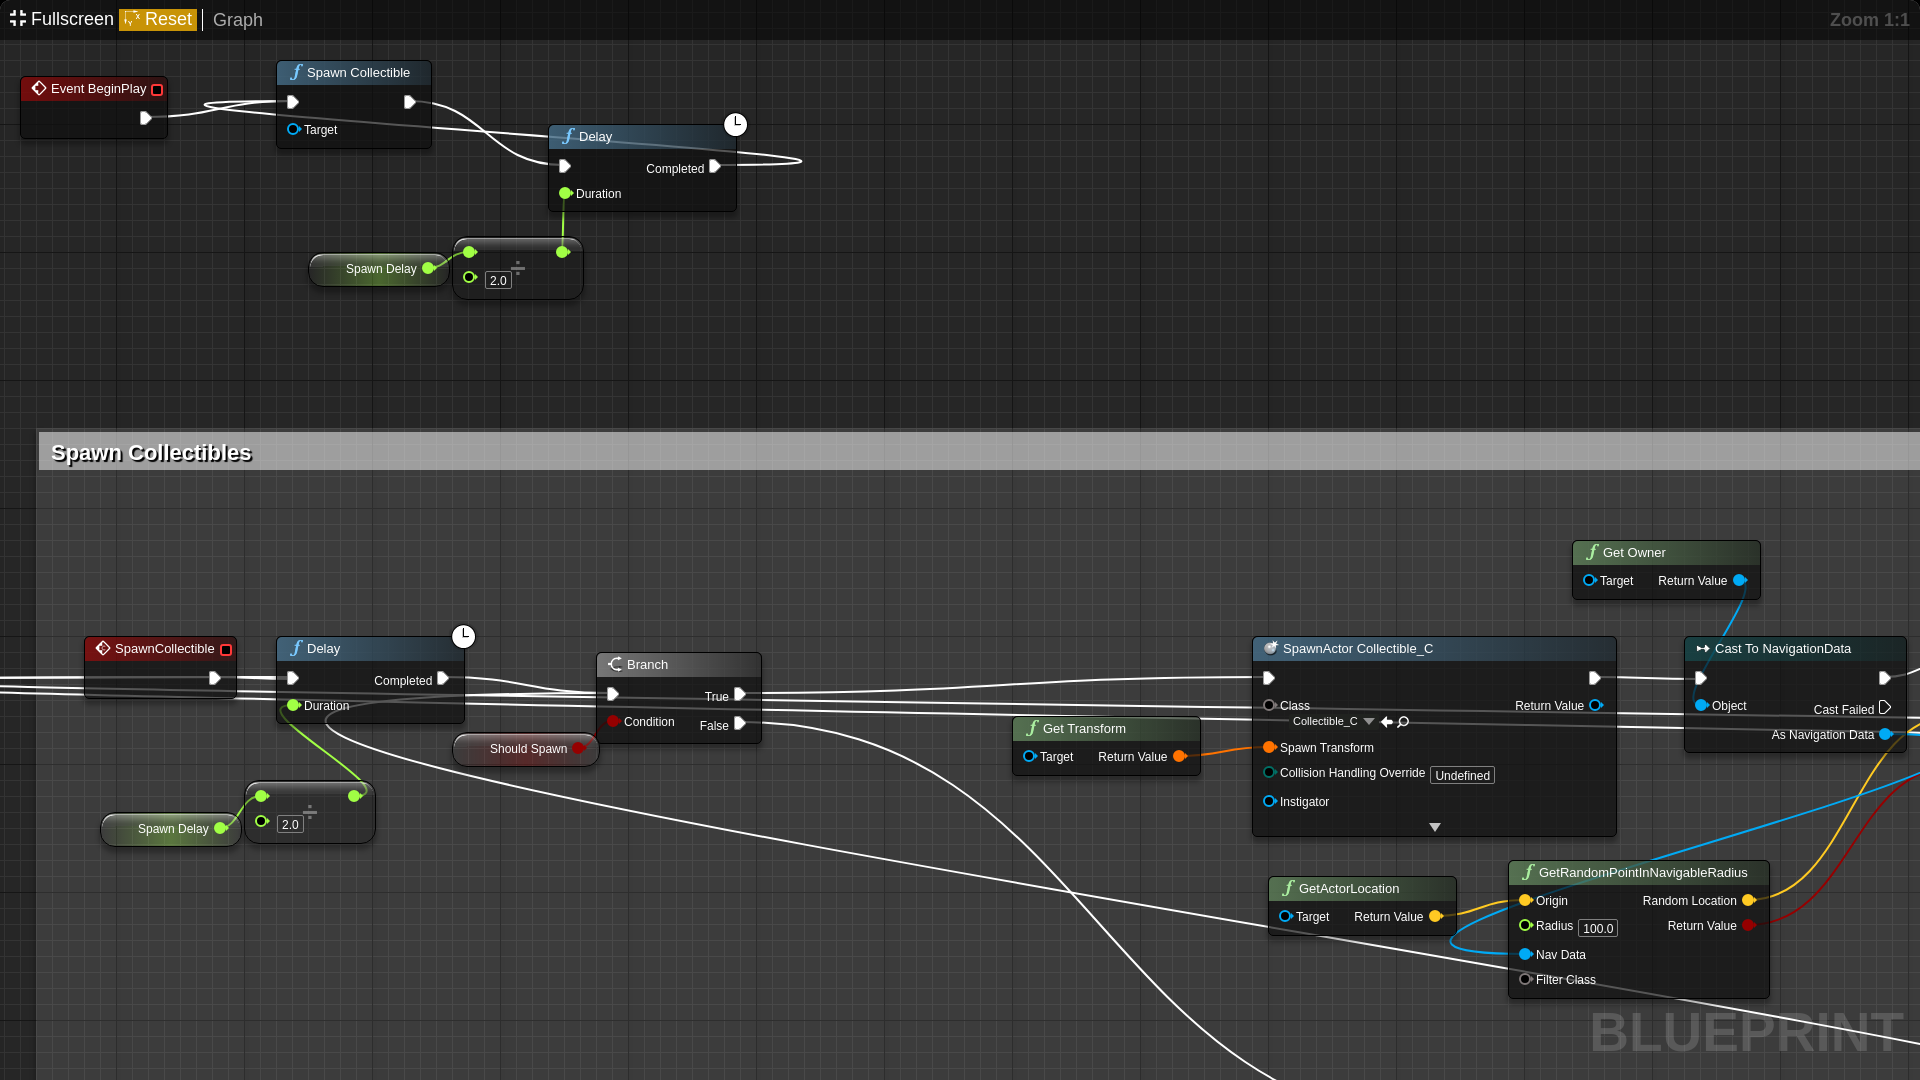 Fullscreen Reset Graph Zoom 1:1
Event BeginPlay
Spawn Collectible
Target
Delay
Completed
Duration
Spawn Delay
2.0
Spawn Collectibles
Get Owner
Target Return Value
SpawnCollectible
Delay
Completed
Duration
Branch
True
Condition
False
Should Spawn
Spawn Delay
2.0
Get Transform
Target Return Value
SpawnActor Collectible_C
Class
Collectible_C
Return Value
Spawn Transform
Collision Handling Override Undefined
Instigator
Cast To NavigationData
Object
Cast Failed
As Navigation Data
GetActorLocation
Target Return Value
GetRandomPointInNavigableRadius
Origin Random Location
Radius 100.0 Return Value
Nav Data
Filter Class
BLUEPRINT